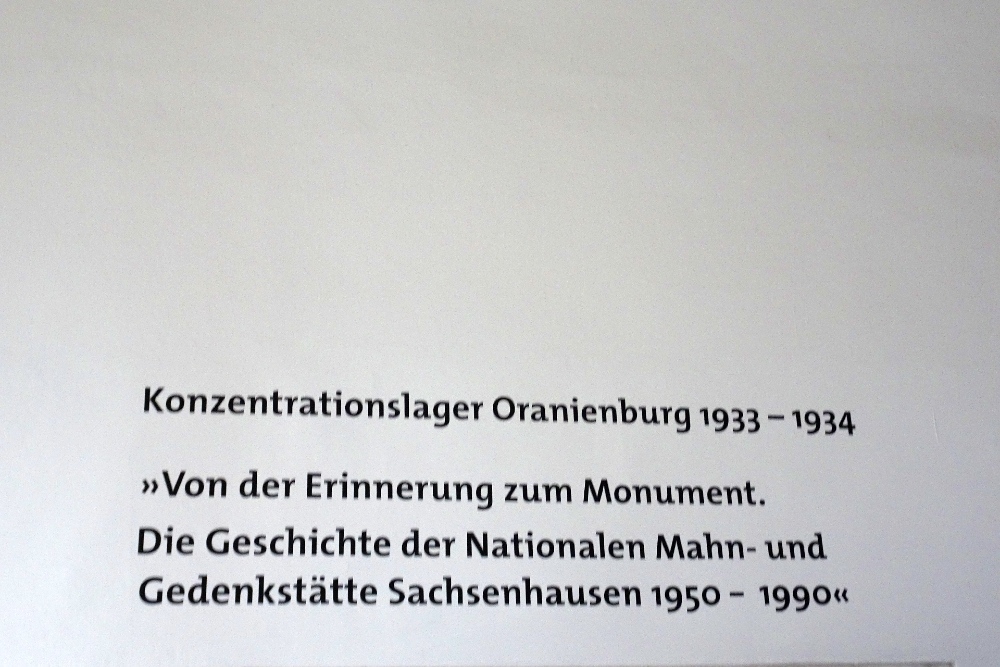 Konzentrationslager Oranienburg 1933 – 1934
»Von der Erinnerung zum Monument.
Die Geschichte der Nationalen Mahn- und
Gedenkstätte Sachsenhausen 1950 – 1990«